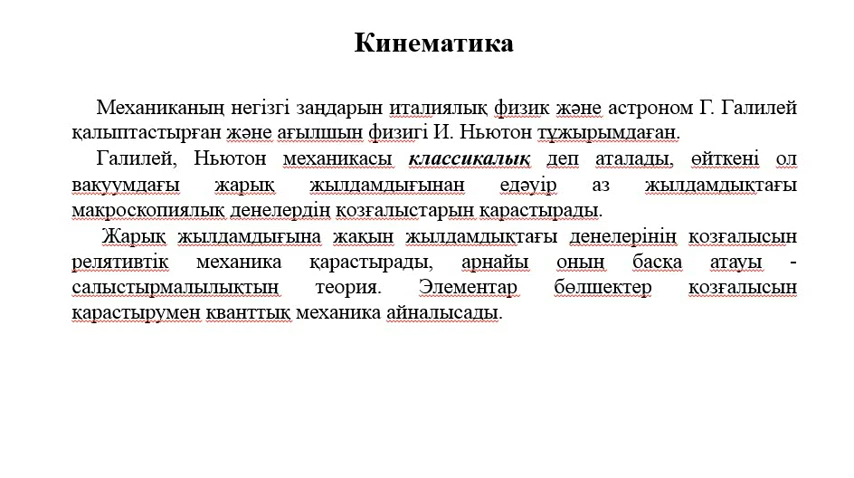 Кинематика
Механиканың негізгі заңдарын италиялық физик және астроном Г. Галилей
қалыптастырған және ағылшын физигі И. Ньютон тұжырымдаған.
Галилей, Ньютон механикасы классикалық деп аталады, өйткені ол
вакуумдағы жарық жылдамдығынан едәуір аз жылдамдықтағы
макроскопиялық денелердің қозғалыстарын қарастырады.
Жарық жылдамдығына жақын жылдамдықтағы денелерінің қозғалысын
релятивтік механика қарастырады, арнайы оның басқа атауы -
салыстырмалылықтың теория. Элементар бөлшектер қозғалысын
қарастырумен кванттық механика айналысады.